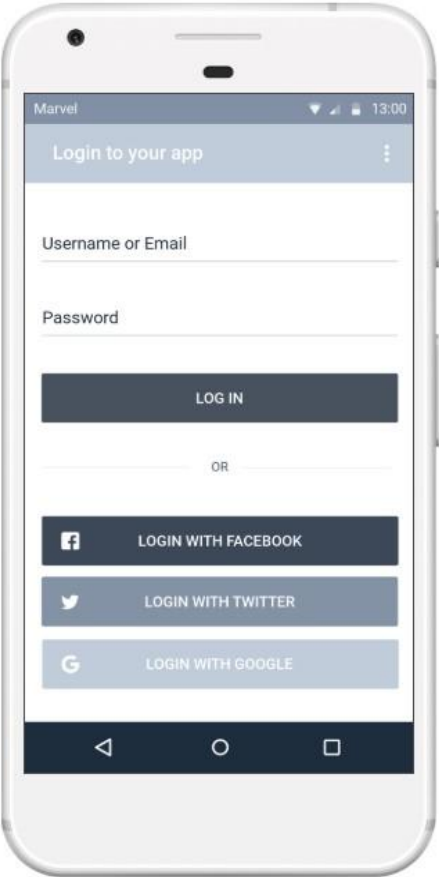 Marvel 13:00
Login to your app
Username or Email
Password
LOG IN
OR
LOGIN WITH FACEBOOK
LOGIN WITH TWITTER
LOGIN WITH GOOGLE